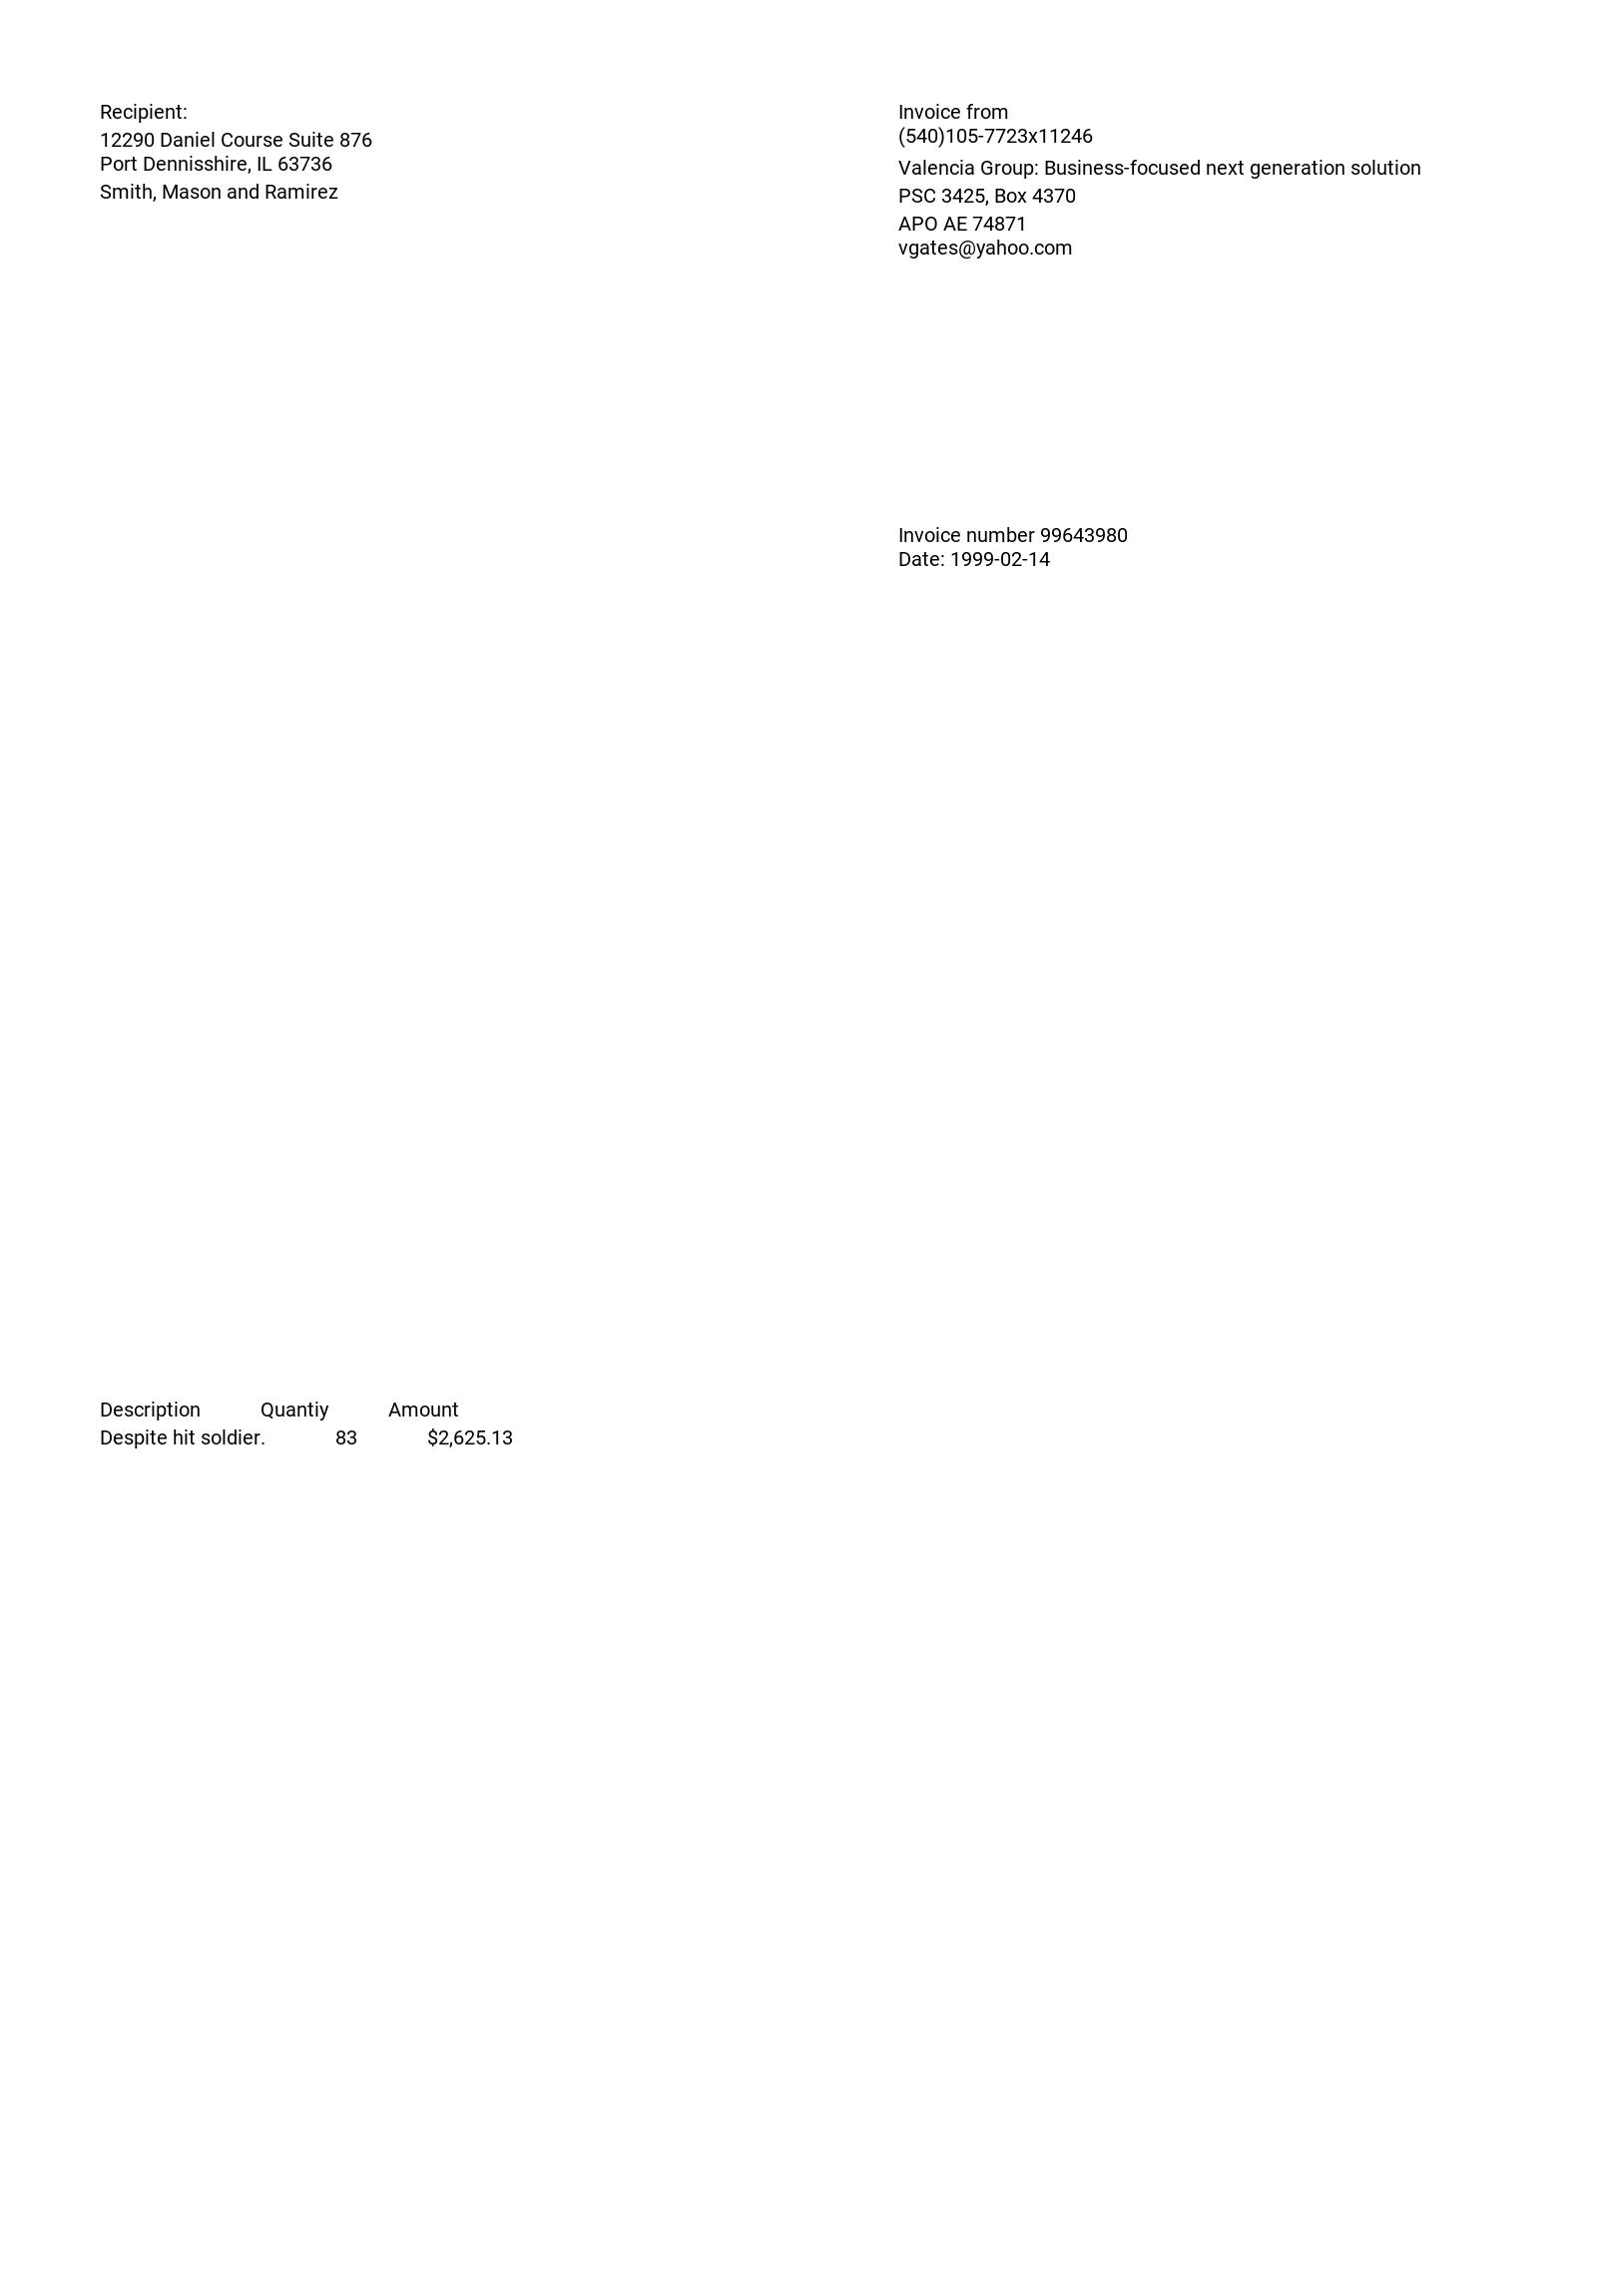 Recipient:
12290 Daniel Course Suite 876
Port Dennisshire, IL 63736
Smith, Mason and Ramirez
Invoice from
(540)105-7723x11246
Valencia Group: Business-focused next generation solution
PSC 3425, Box 4370
APO AE 74871
vgates@yahoo.com
Invoice number 99643980
Date: 1999-02-14
Description Quantiy Amount
Despite hit soldier. 83 $2,625.13